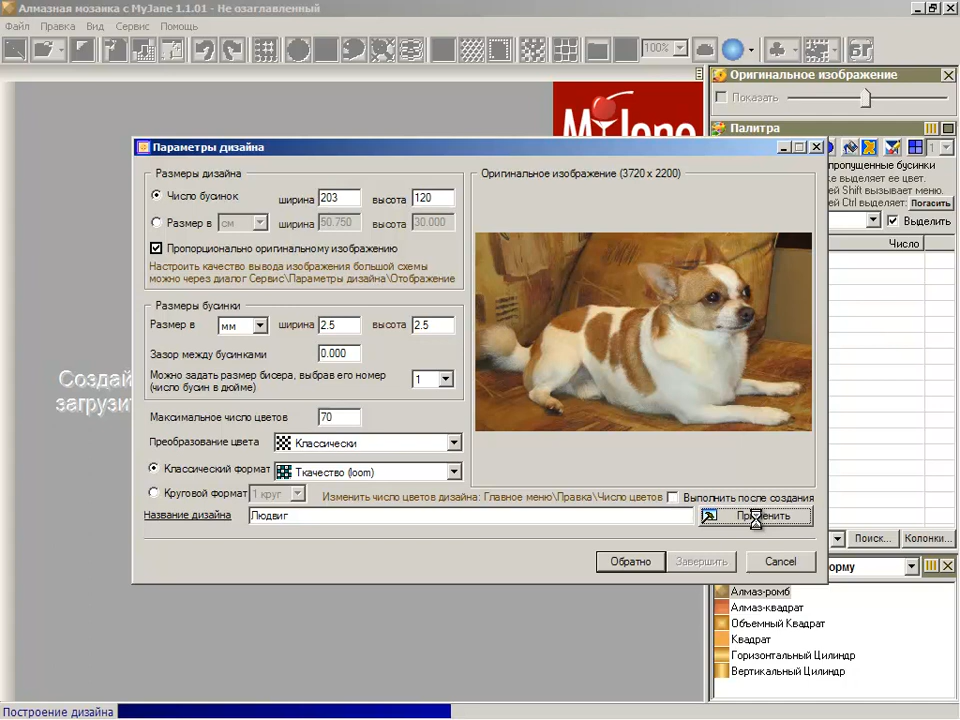 Алмазная мозаика с MyJane 1.1.01 - Не озаглавленный
Файл Правка Вид Сервис Помощь
100%
БГ
Оригинальное изображение
Показать
Палитра
MyJane
Параметры дизайна
Размеры дизайна
Число бусинок ширина 203 высота 120
Размер в см ширина 50.750 высота 30.000
Пропорционально оригинальному изображению
Настроить качество вывода изображения большой схемы
можно через диалог Сервис\Параметры дизайна\Отображение
Размеры бусинки
Размер в мм ширина 2.5 высота 2.5
Зазор между бусинками 0.000
Можно задать размер бисера, выбрав его номер
(число бусин в дюйме) 1
Максимальное число цветов 70
Преобразование цвета Классически
Классический формат Ткачество (loom)
Круговой формат 1 круг
Изменить число цветов дизайна: Главное меню\Правка\Число цветов Выполнить после создания
Название дизайна Людвиг Применить
Обратно Завершить Cancel
Оригинальное изображение (3720 x 2200)
1
пропущенные бусинки
же выделяет ее цвет.
ей Shift вызывает меню.
ей Ctrl выделяет: Погасить
Выделить
Число
Поиск... Колонки...
орму
Алмаз-ромб
Алмаз-квадрат
Объемный Квадрат
Квадрат
Горизонтальный Цилиндр
Вертикальный Цилиндр
Создай
загрузит
Построение дизайна